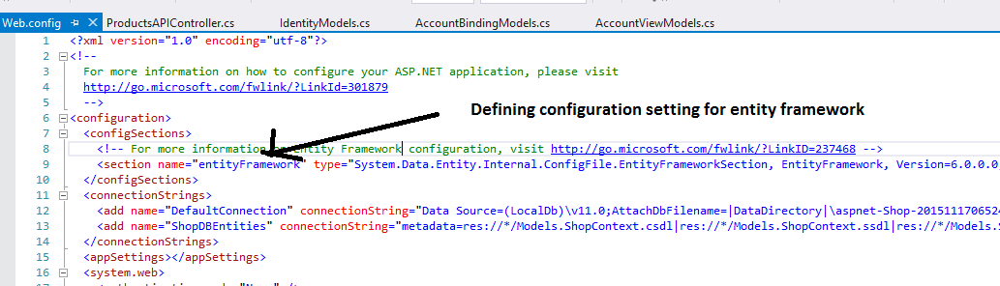 Web.config ProductsAPIController.cs IdentityModels.cs AccountBindingModels.cs AccountViewModels.cs
1 <?xml version="1.0" encoding="utf-8"?>
2 <!--
3 For more information on how to configure your ASP.NET application, please visit
4 http://go.microsoft.com/fwlink/?LinkId=301879
5 -->
Defining configuration setting for entity framework
6 <configuration>
7 <configSections>
8 <!-- For more information Entity Framework configuration, visit http://go.microsoft.com/fwlink/?LinkID=237468 -->
9 <section name="entityFramework" type="System.Data.Entity.Internal.ConfigFile.EntityFrameworkSection, EntityFramework, Version=6.0.0.0,
10 </configSections>
11 <connectionStrings>
12 <add name="DefaultConnection" connectionString="Data Source=(LocalDb)\v11.0;AttachDbFilename=|DataDirectory|\aspnet-Shop-2015111706524
13 <add name="ShopDBEntities" connectionString="metadata=res://*/Models.ShopContext.csdl|res://*/Models.ShopContext.ssdl|res://*/Models.S
14 </connectionStrings>
15 <appSettings></appSettings>
16 <system.web>